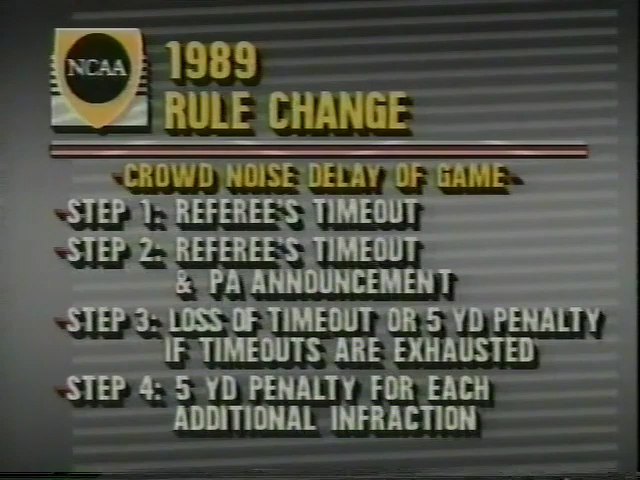 NCAA
1989
RULE CHANGE
CROWD NOISE DELAY OF GAME
STEP 1: REFEREE'S TIMEOUT
STEP 2: REFEREE'S TIMEOUT
& PA ANNOUNCEMENT
STEP 3: LOSS OF TIMEOUT OR 5 YD PENALTY
IF TIMEOUTS ARE EXHAUSTED
STEP 4: 5 YD PENALTY FOR EACH
ADDITIONAL INFRACTION